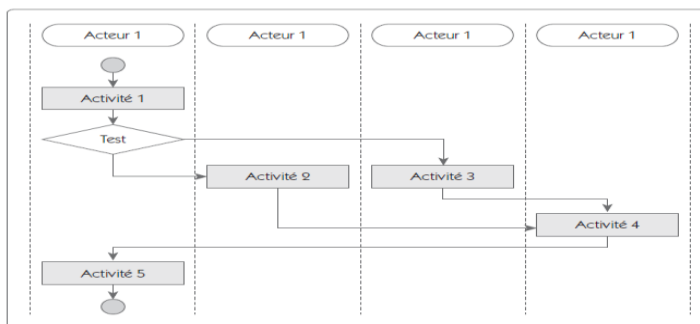 Acteur 1
Acteur 1
Acteur 1
Acteur 1
Activité 1
Test
Activité 2
Activité 3
Activité 4
Activité 5